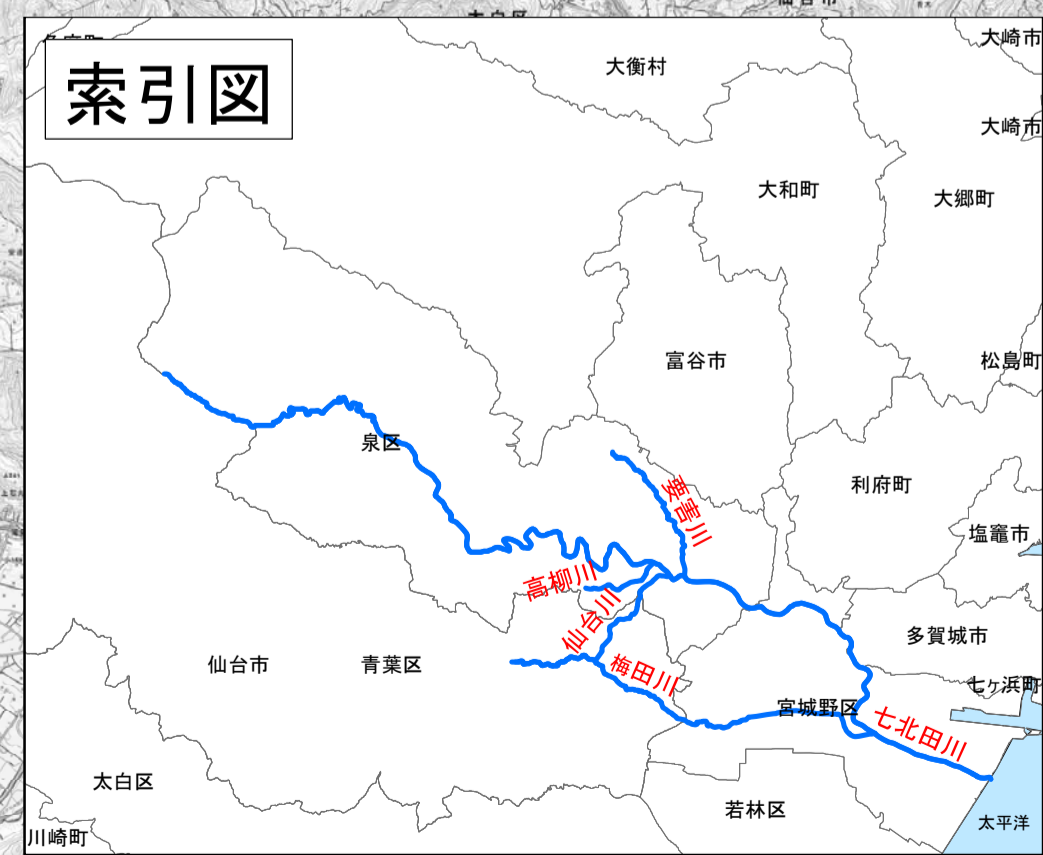 索引図
大衡村
大崎市
大崎市
大和町
大郷町
富谷市
松島町
泉区
利府町
要害川
塩竈市
高柳川
仙台川
多賀城市
仙台市
青葉区
梅田川
七ヶ浜町
宮城野区
七北田川
太白区
若林区
太平洋
川崎町